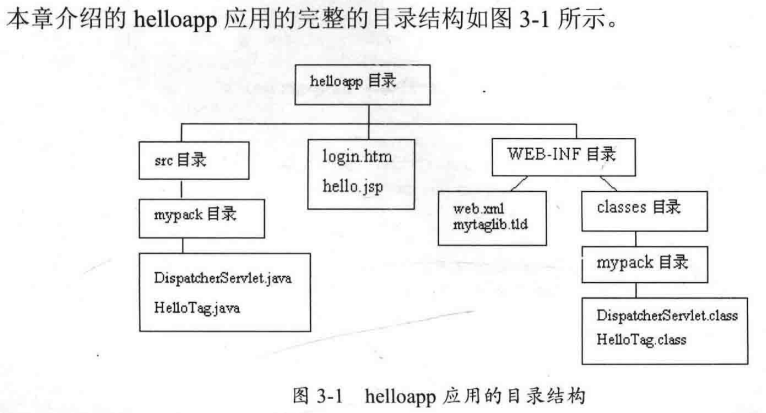 本章介绍的 helloapp 应用的完整的目录结构如图 3-1 所示。
helloapp 目录
src 目录
login.htm
hello.jsp
WEB-INF 目录
mypack 目录
web.xml
mytaglib.tld
classes 目录
DispatcherServlet.java
HelloTag.java
mypack 目录
DispatcherServlet.class
HelloTag.class
图 3-1 helloapp 应用的目录结构